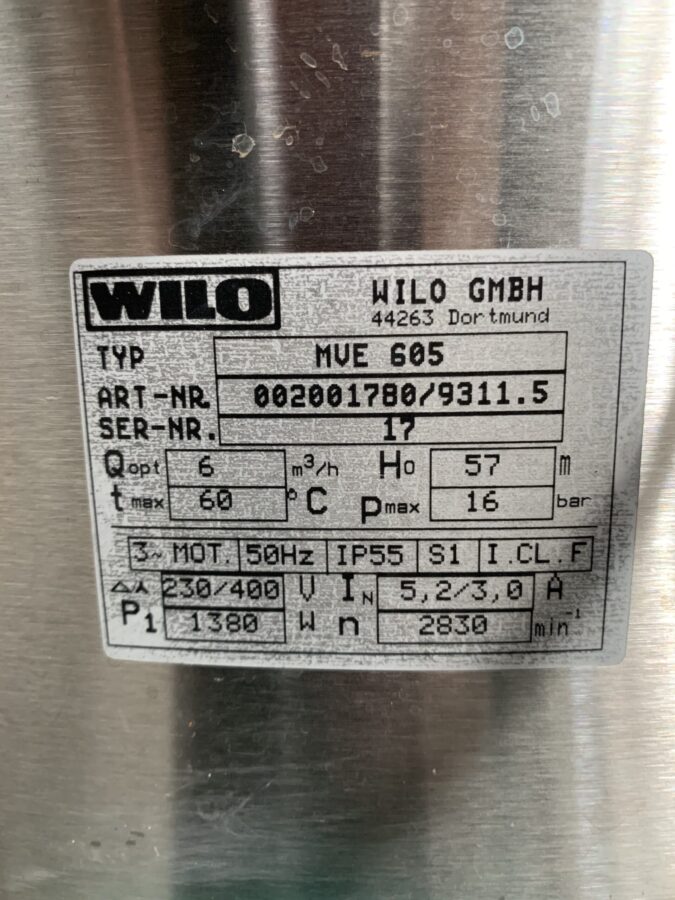 WILO WILO GMBH
44263 Dortmund
TYP MVE 605
ART-NR. 002001780/9311.5
SER-NR. 17
Qopt 6 m³/h Ho 57 m
tmax 60 °C Pmax 16 bar
3~ MOT. 50Hz IP55 S1 I.CL.F
△⅄ 230/400 V IN 5,2/3,0 A
P1 1380 W n 2830 min⁻¹